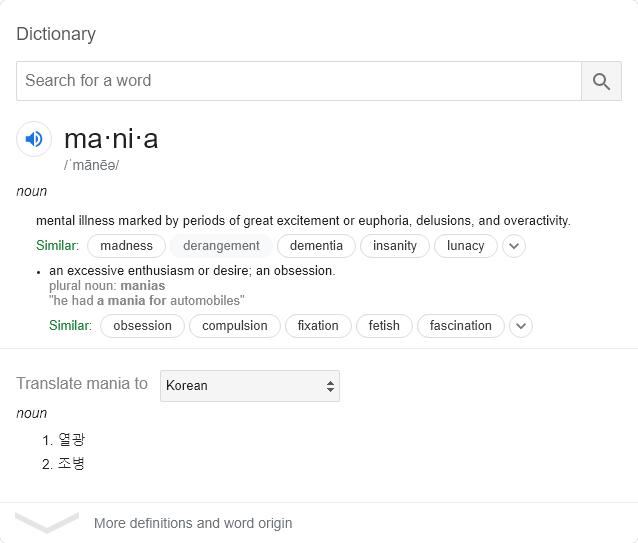 Dictionary
Search for a word
ma·ni·a
/ˈmānēə/
noun
mental illness marked by periods of great excitement or euphoria, delusions, and overactivity.
Similar: madness derangement dementia insanity lunacy
• an excessive enthusiasm or desire; an obsession.
plural noun: manias
"he had a mania for automobiles"
Similar: obsession compulsion fixation fetish fascination
Translate mania to Korean
noun
1. 열광
2. 조병
More definitions and word origin